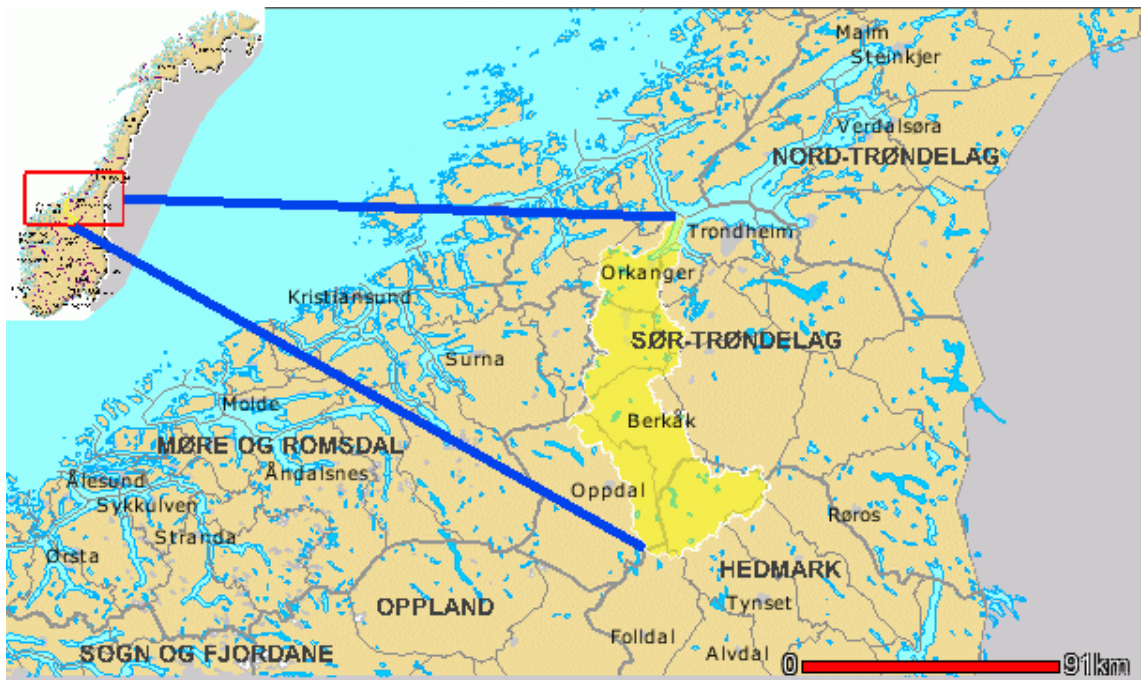 Malm
Steinkjer
Verdalsøra
NORD-TRØNDELAG
Trondheim
Orkanger
Kristiansund
SØR-TRØNDELAG
Surna
Molde
Berkåk
MØRE OG ROMSDAL
Åndalsnes
Ålesund
Sykkulven
Oppdal
Røros
Stranda
Ørsta
HEDMARK
OPPLAND
Tynset
Folldal
Alvdal
SOGN OG FJORDANE
0 91km